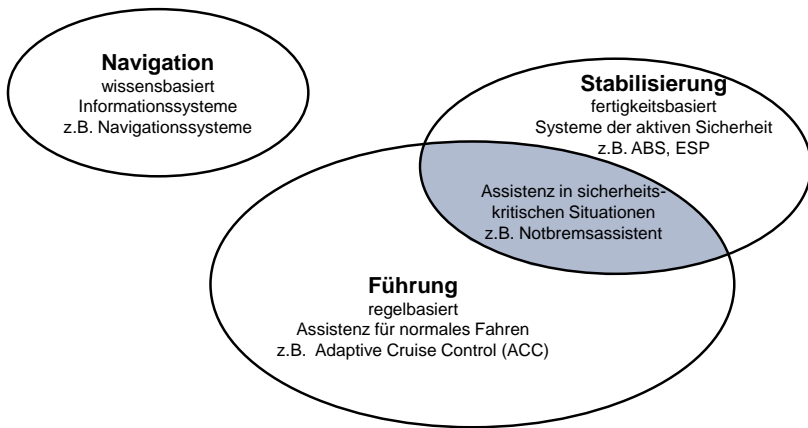 Navigation
wissensbasiert
Informationssysteme
z.B. Navigationssysteme
Stabilisierung
fertigkeitsbasiert
Systeme der aktiven Sicherheit
z.B. ABS, ESP
Assistenz in sicherheits-
kritischen Situationen
z.B. Notbremsassistent
Führung
regelbasiert
Assistenz für normales Fahren
z.B. Adaptive Cruise Control (ACC)